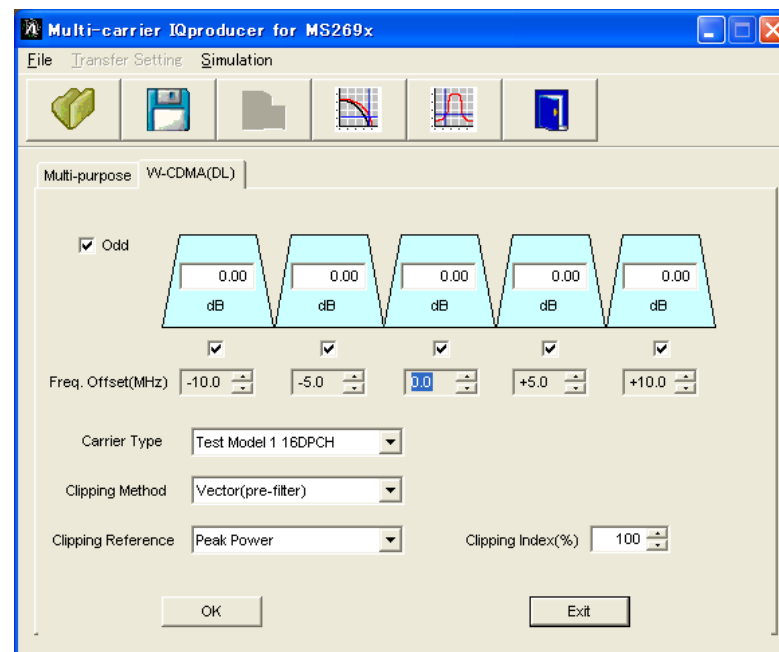 Multi-carrier IQproducer for MS269x
File Transfer Setting Simulation
Multi-purpose W-CDMA(DL)
Odd
0.00 0.00 0.00 0.00 0.00
dB dB dB dB dB
Freq. Offset(MHz) -10.0 -5.0 0.0 +5.0 +10.0
Carrier Type Test Model 1 16DPCH
Clipping Method Vector(pre-filter)
Clipping Reference Peak Power Clipping Index(%) 100
OK Exit